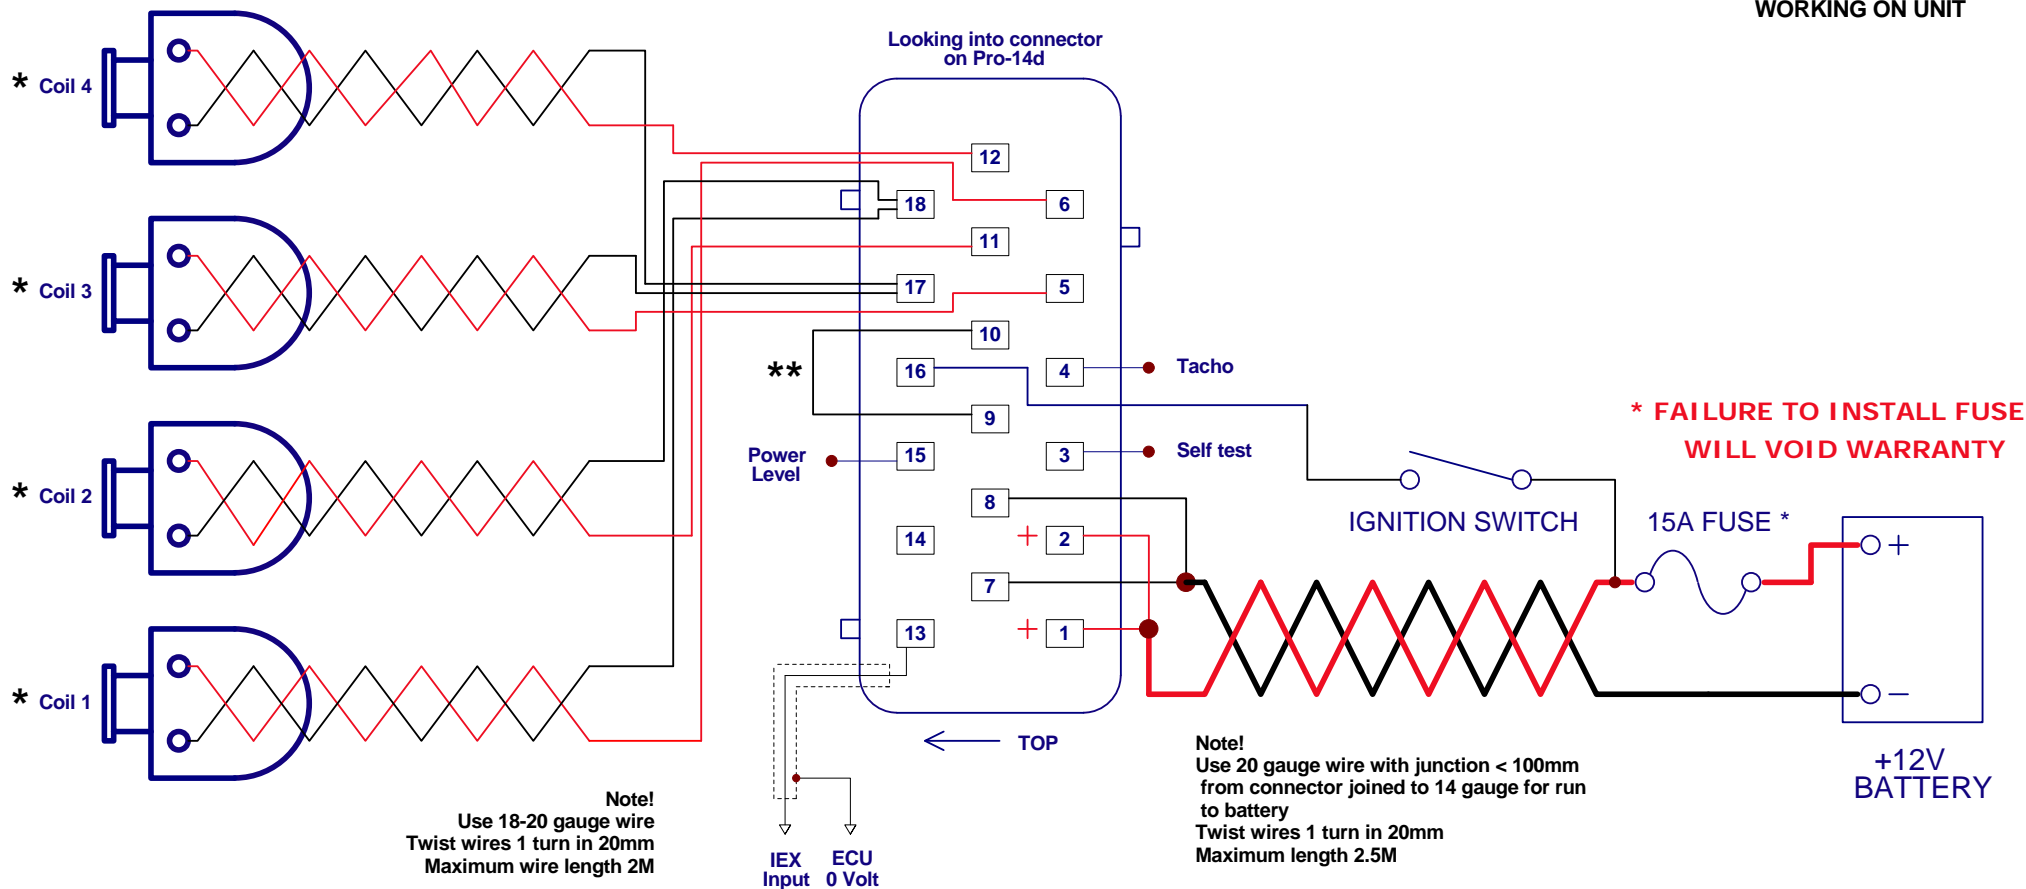 WORKING ON UNIT
Looking into connector
on Pro-14d
* Coil 4
* Coil 3
* Coil 2
* Coil 1
12
18
6
11
17
5
10
16
4
9
15
3
8
14
+ 2
7
13
+ 1
**
Tacho
Power
Level
Self test
* FAILURE TO INSTALL FUSE
WILL VOID WARRANTY
IGNITION SWITCH
15A FUSE *
+
−
+12V
BATTERY
TOP
Note!
Use 18-20 gauge wire
Twist wires 1 turn in 20mm
Maximum wire length 2M
IEX
Input
ECU
0 Volt
Note!
Use 20 gauge wire with junction < 100mm
from connector joined to 14 gauge for run
to battery
Twist wires 1 turn in 20mm
Maximum length 2.5M